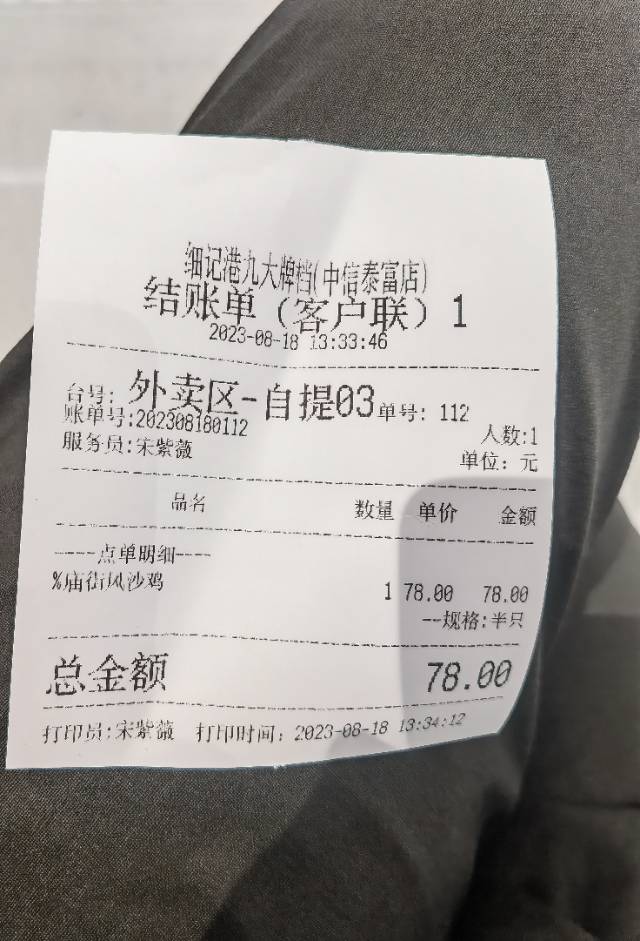 细记港九大牌档(中信泰富店)
结账单（客户联）1
2023-08-18 13:33:46
台号: 外卖区-自提03 单号: 112
账单号:202308180112
人数:1
服务员:宋紫薇
单位: 元
品名 数量 单价 金额
----点单明细----
%庙街风沙鸡 1 78.00 78.00
--规格:半只
总金额 78.00
打印员:宋紫薇 打印时间: 2023-08-18 13:34:12